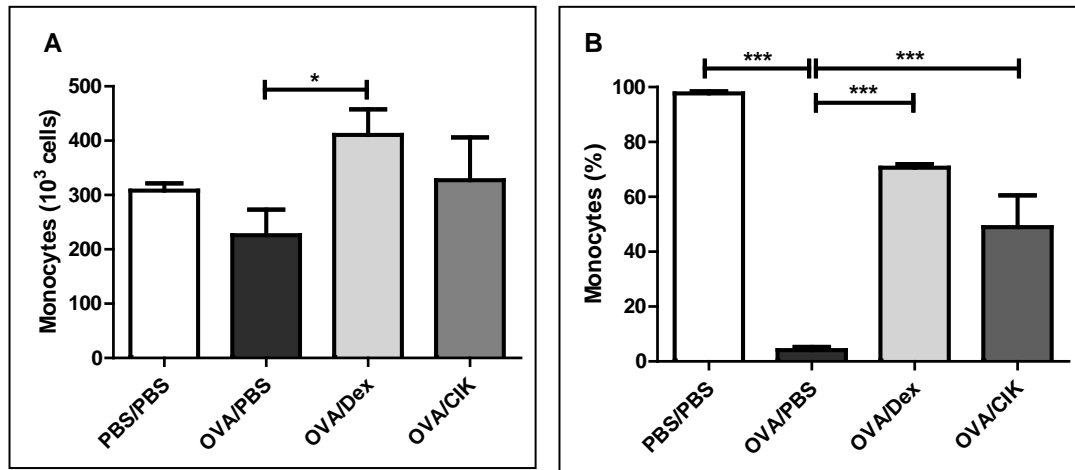 A
Monocytes (10³ cells)
500
400
300
200
100
0
*
PBS/PBS
OVA/PBS
OVA/Dex
OVA/CIK
B
Monocytes (%)
100
80
60
40
20
0
***
***
***
PBS/PBS
OVA/PBS
OVA/Dex
OVA/CIK